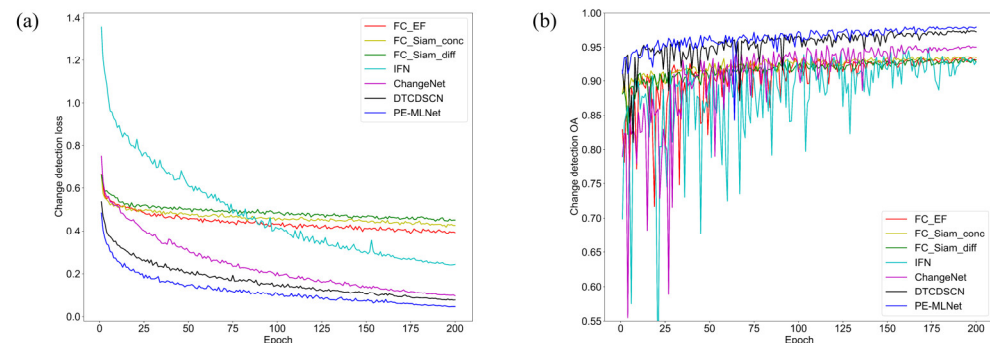 (a)
1.4
1.2
1.0
0.8
0.6
0.4
0.2
0.0
Change detection loss
0
25
50
75
100
125
150
175
200
Epoch
FC_EF
FC_Siam_conc
FC_Siam_diff
IFN
ChangeNet
DTCDSCN
PE-MLNet
(b)
1.00
0.95
0.90
0.85
0.80
0.75
0.70
0.65
0.60
0.55
Change detection OA
0
25
50
75
100
125
150
175
200
Epoch
FC_EF
FC_Siam_conc
FC_Siam_diff
IFN
ChangeNet
DTCDSCN
PE-MLNet